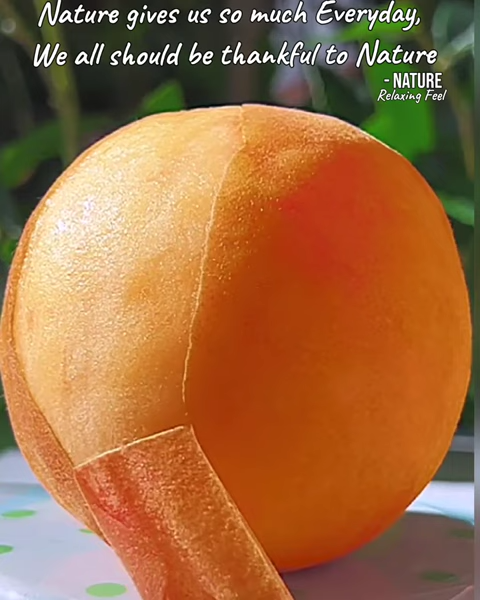 Nature gives us so much Everyday,
We all should be thankful to Nature
- NATURE
Relaxing Feel